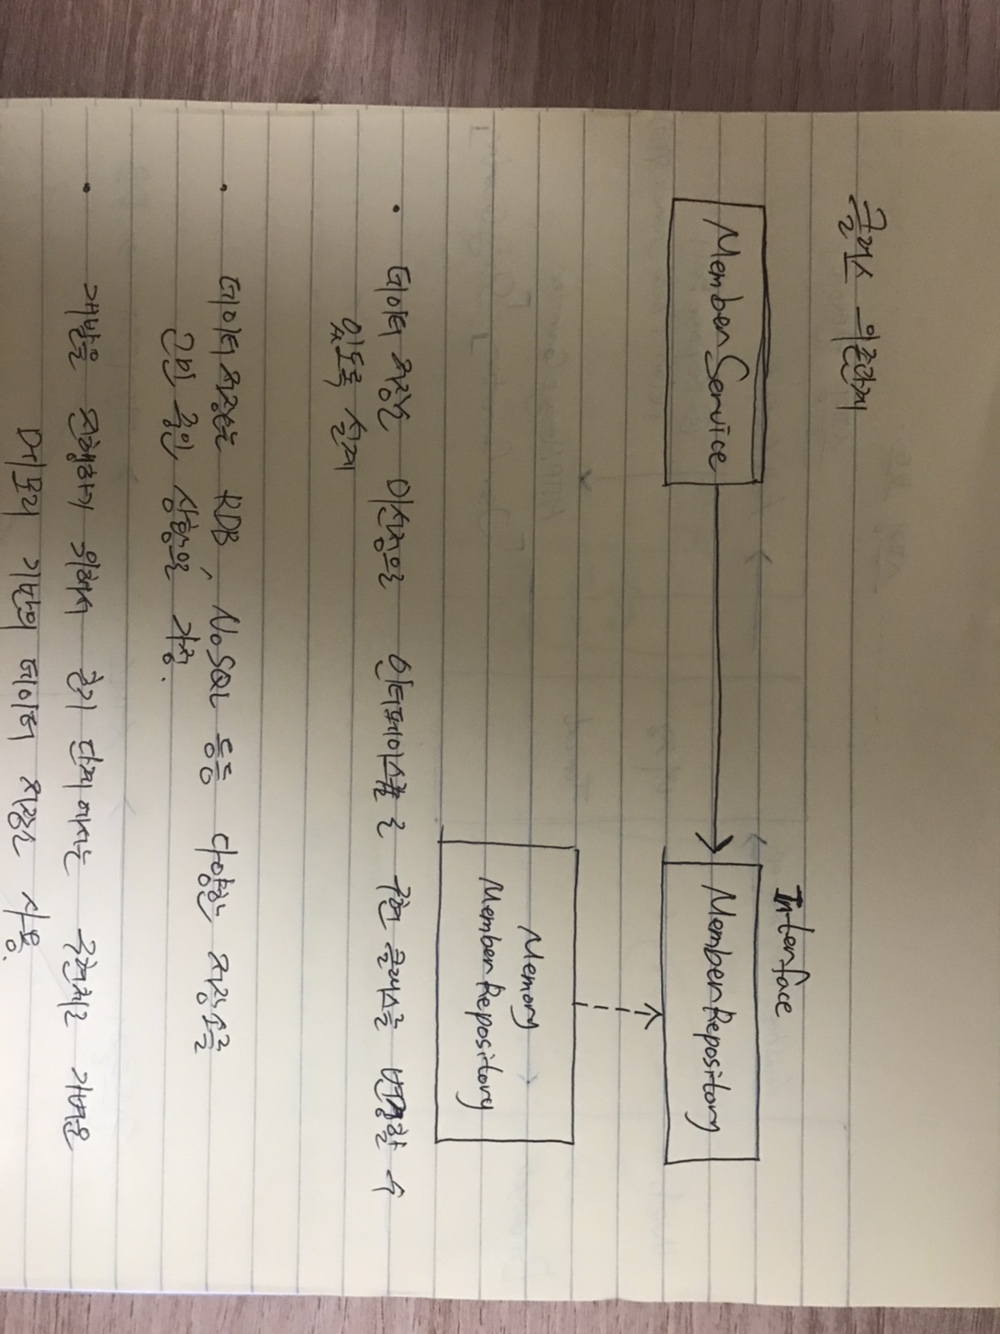 클래스 의존관계
Interface
MemberService
MemberRepository
Memory
MemberRepository
• 데이터 저장소 미선정으로 인터페이스를 로 구현 클래스를 변경할 수
있도록 설계
• 데이터 저장소는 RDB, NoSQL 등등 다양한 저장소를
고민 중인 상황으로 가정.
• 개발을 진행하기 위해서 초기 단계에서는 구현체로 가벼운
메모리 기반의 데이터 저장소 사용.